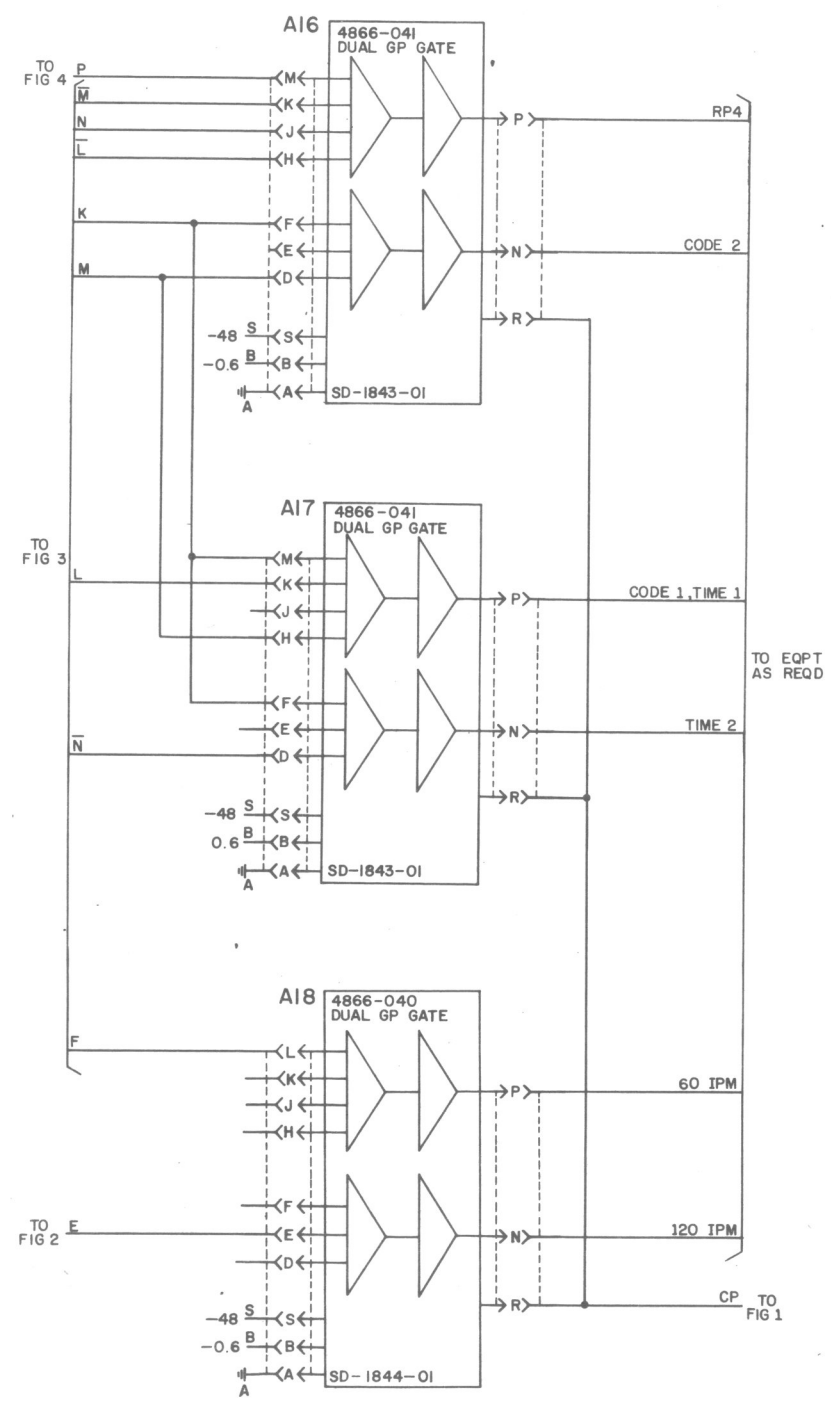 A16
4866-041
DUAL GP GATE
TO
FIG 4
P
M
M̅
K
N
J
L̅
H
P
RP4
K
F
E
N
CODE 2
M
D
R
-48 S
S
-0.6 B
B
A
A
SD-1843-01
A17
4866-041
DUAL GP GATE
TO
FIG 3
M
L
K
J
H
P
CODE 1, TIME 1
TO EQPT
AS REQD
F
E
N
TIME 2
N̅
D
R
-48 S
S
0.6 B
B
A
A
SD-1843-01
A18
4866-040
DUAL GP GATE
F
L
K
J
H
P
60 IPM
F
TO
FIG 2
E
E
N
120 IPM
D
R
CP
TO
FIG 1
-48 S
S
-0.6 B
B
A
A
SD-1844-01